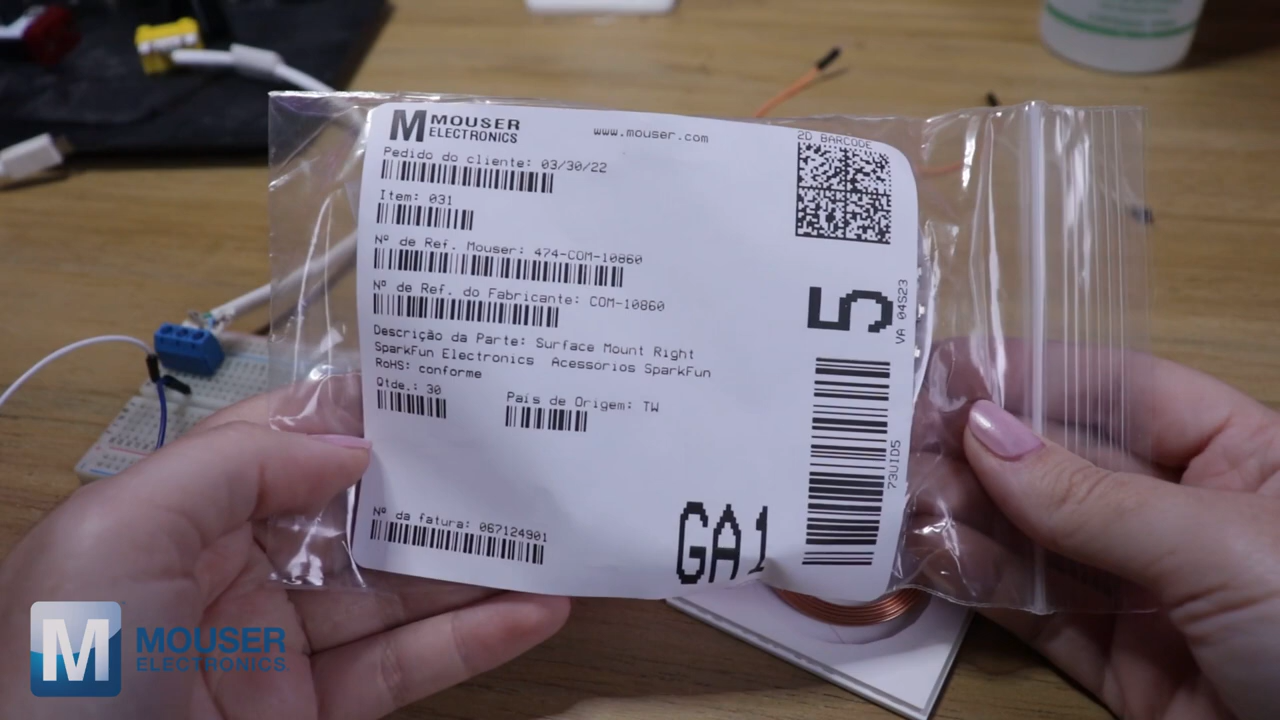 MOUSER
ELECTRONICS
www.mouser.com
2D BARCODE
Pedido do cliente: 03/30/22
Item: 031
Nº de Ref. Mouser: 474-COM-10860
Nº de Ref. do Fabricante: COM-10860
Descrição da Parte: Surface Mount Right
SparkFun Electronics Acessórios SparkFun
RoHS: conforme
Qtde.: 30
País de Origem: TW
Nº da fatura: 067124901
5
VA 04S23
73UID5
GA1
M MOUSER
ELECTRONICS